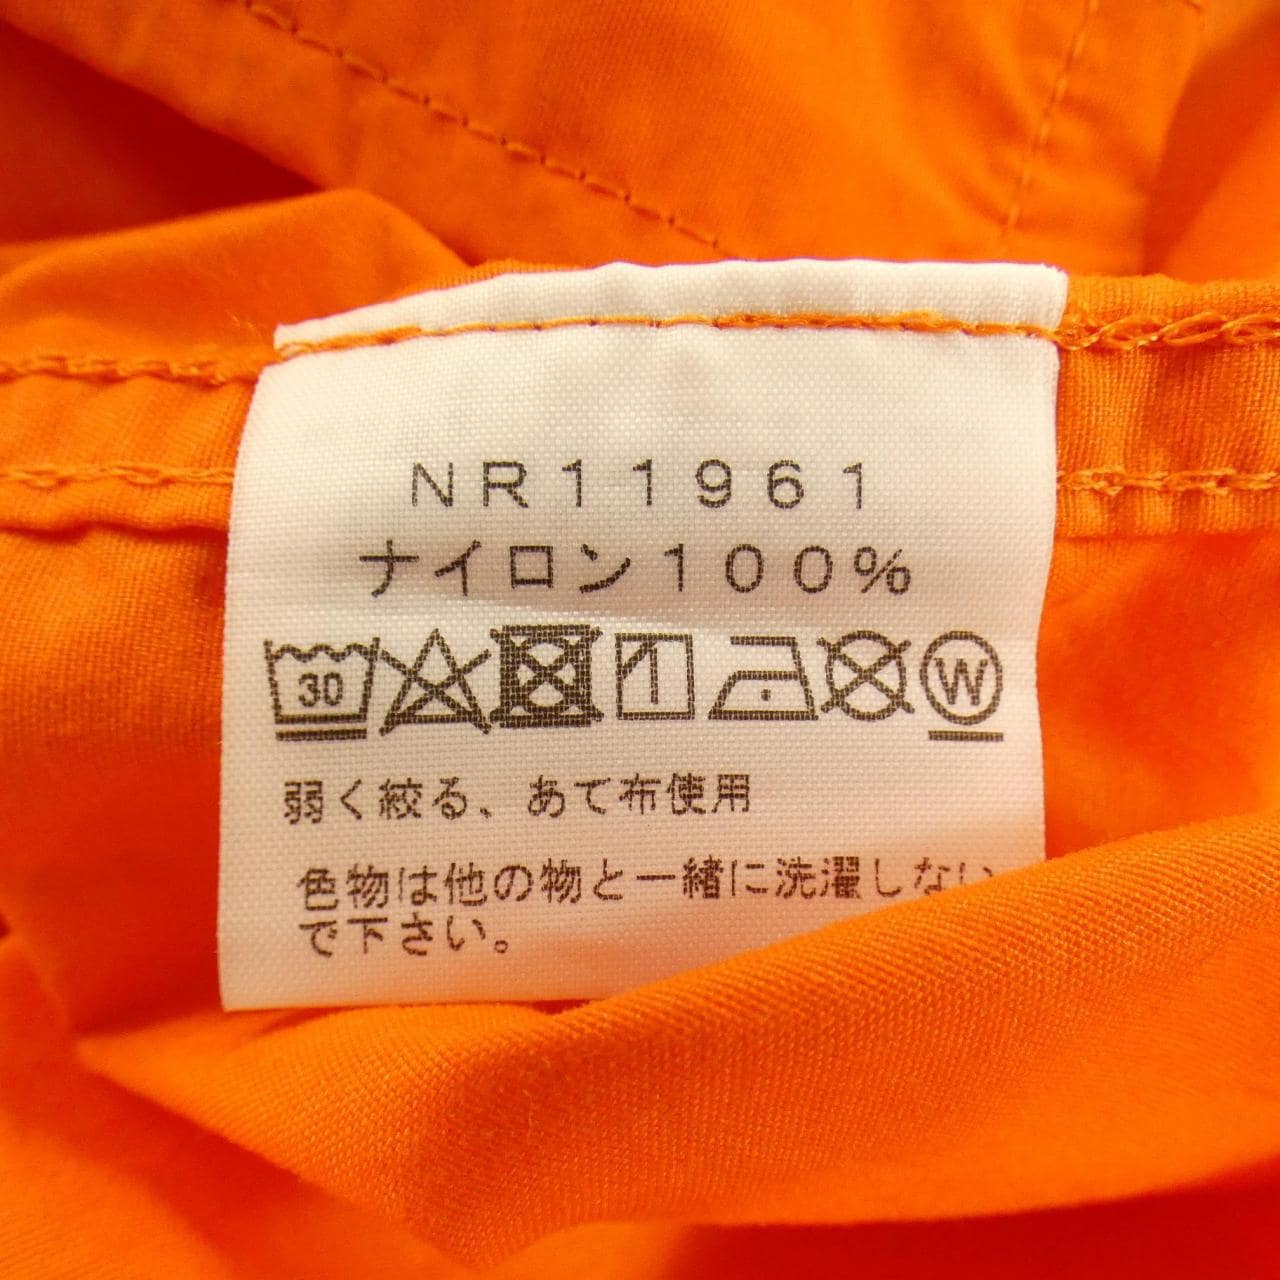 NR11961
ナイロン100%
30 W
弱く絞る、あて布使用
色物は他の物と一緒に洗濯しない
で下さい。